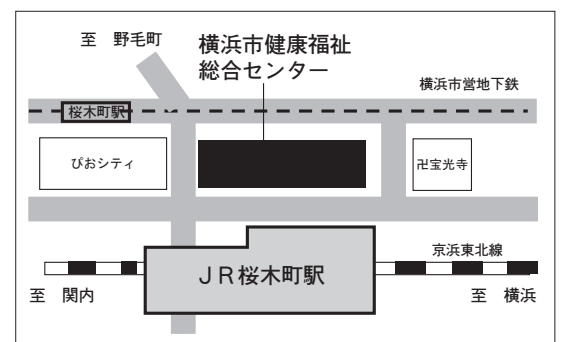 至 野毛町
横浜市健康福祉
総合センター
横浜市営地下鉄
桜木町駅
ぴおシティ
卍宝光寺
京浜東北線
JR桜木町駅
至 関内
至 横浜